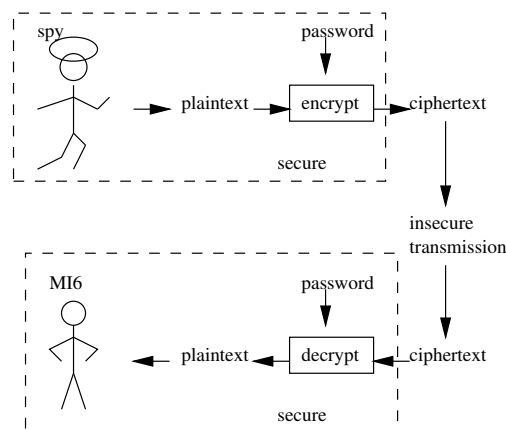 spy
password
plaintext
encrypt
ciphertext
secure
insecure
transmission
MI6
password
plaintext
decrypt
ciphertext
secure